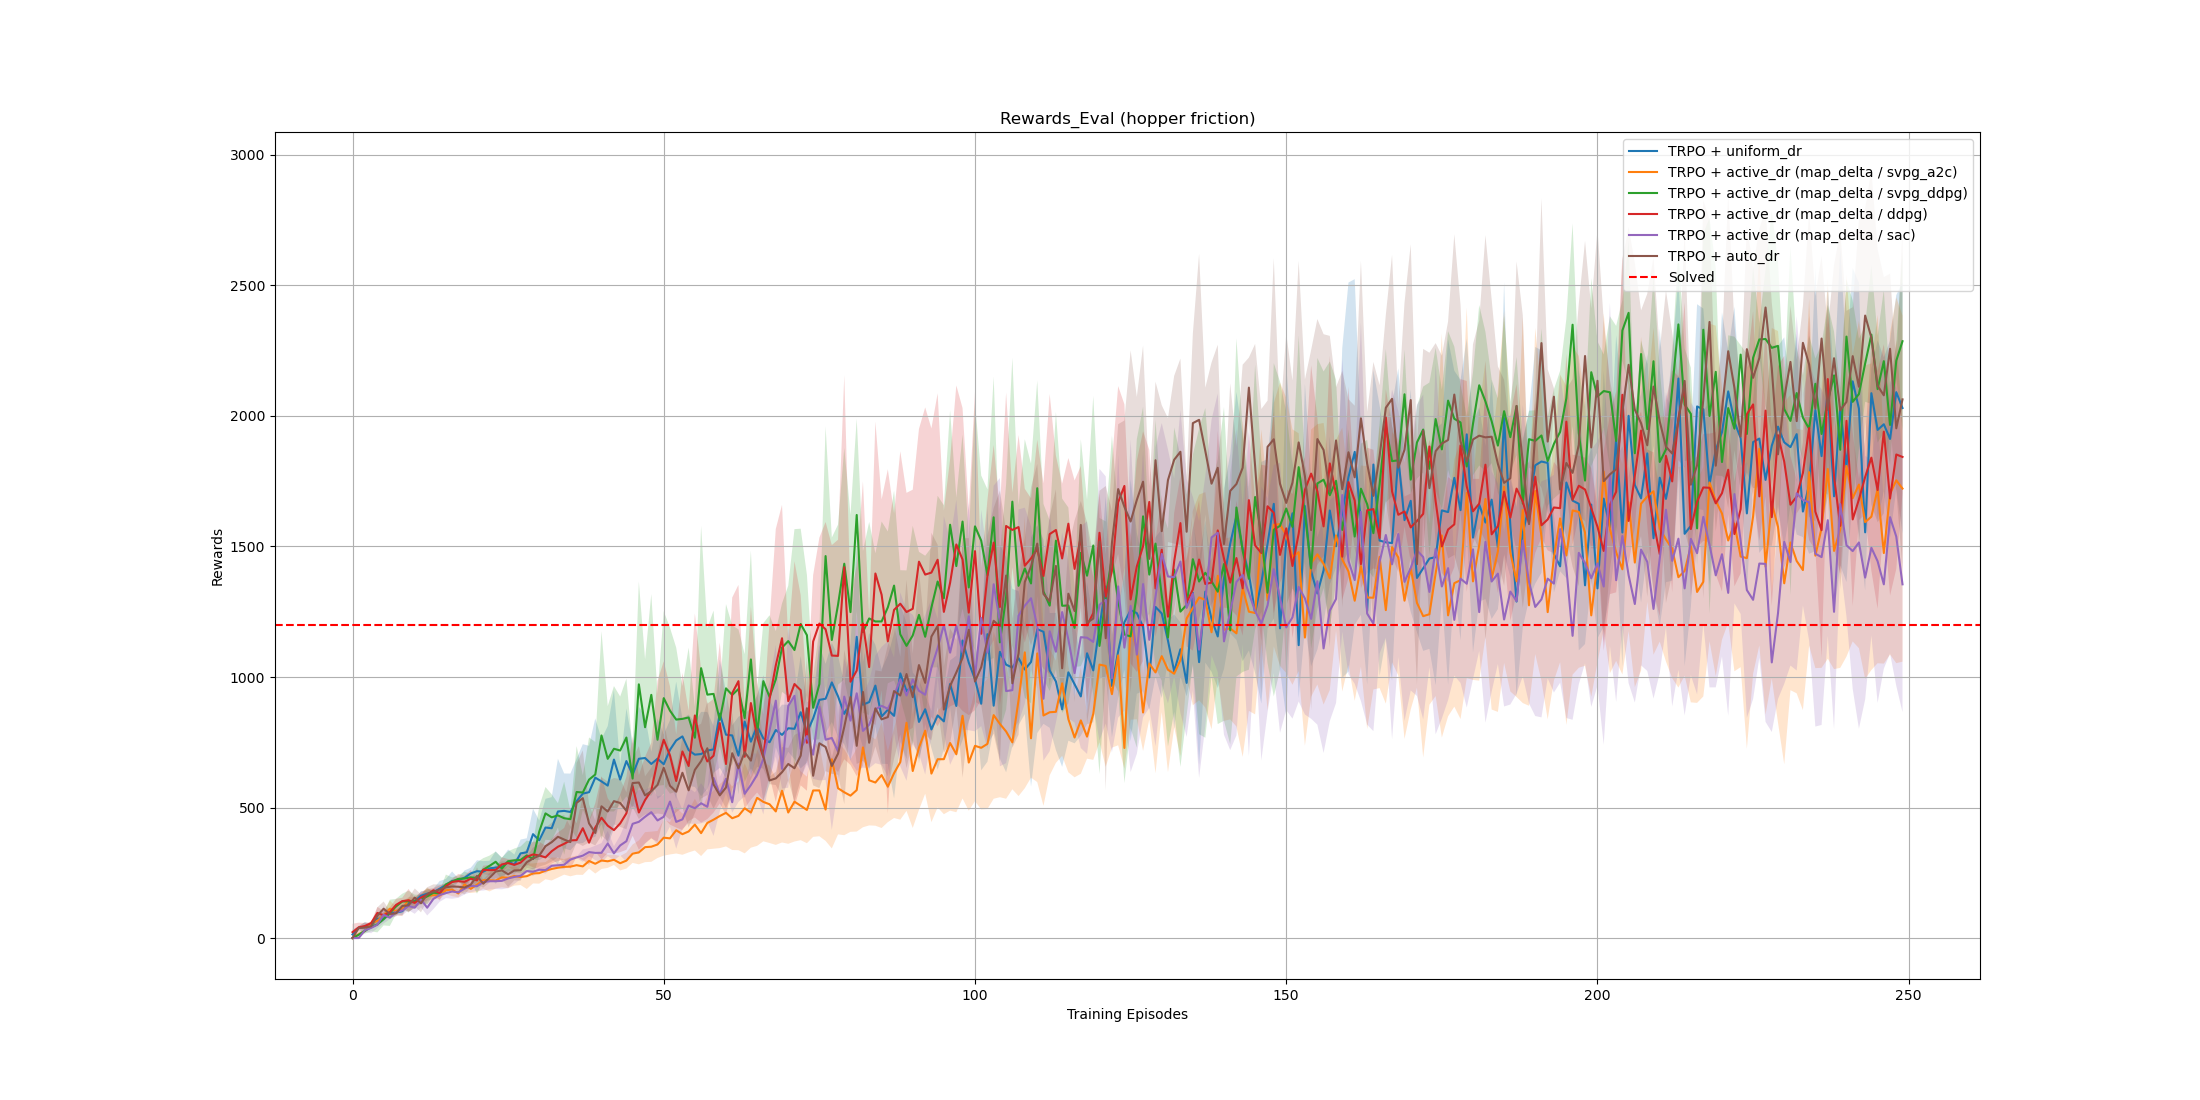 Rewards_Eval (hopper friction)
3000
2500
2000
1500
1000
500
0
Rewards
TRPO + uniform_dr
TRPO + active_dr (map_delta / svpg_a2c)
TRPO + active_dr (map_delta / svpg_ddpg)
TRPO + active_dr (map_delta / ddpg)
TRPO + active_dr (map_delta / sac)
TRPO + auto_dr
Solved
0 50 100 150 200 250
Training Episodes